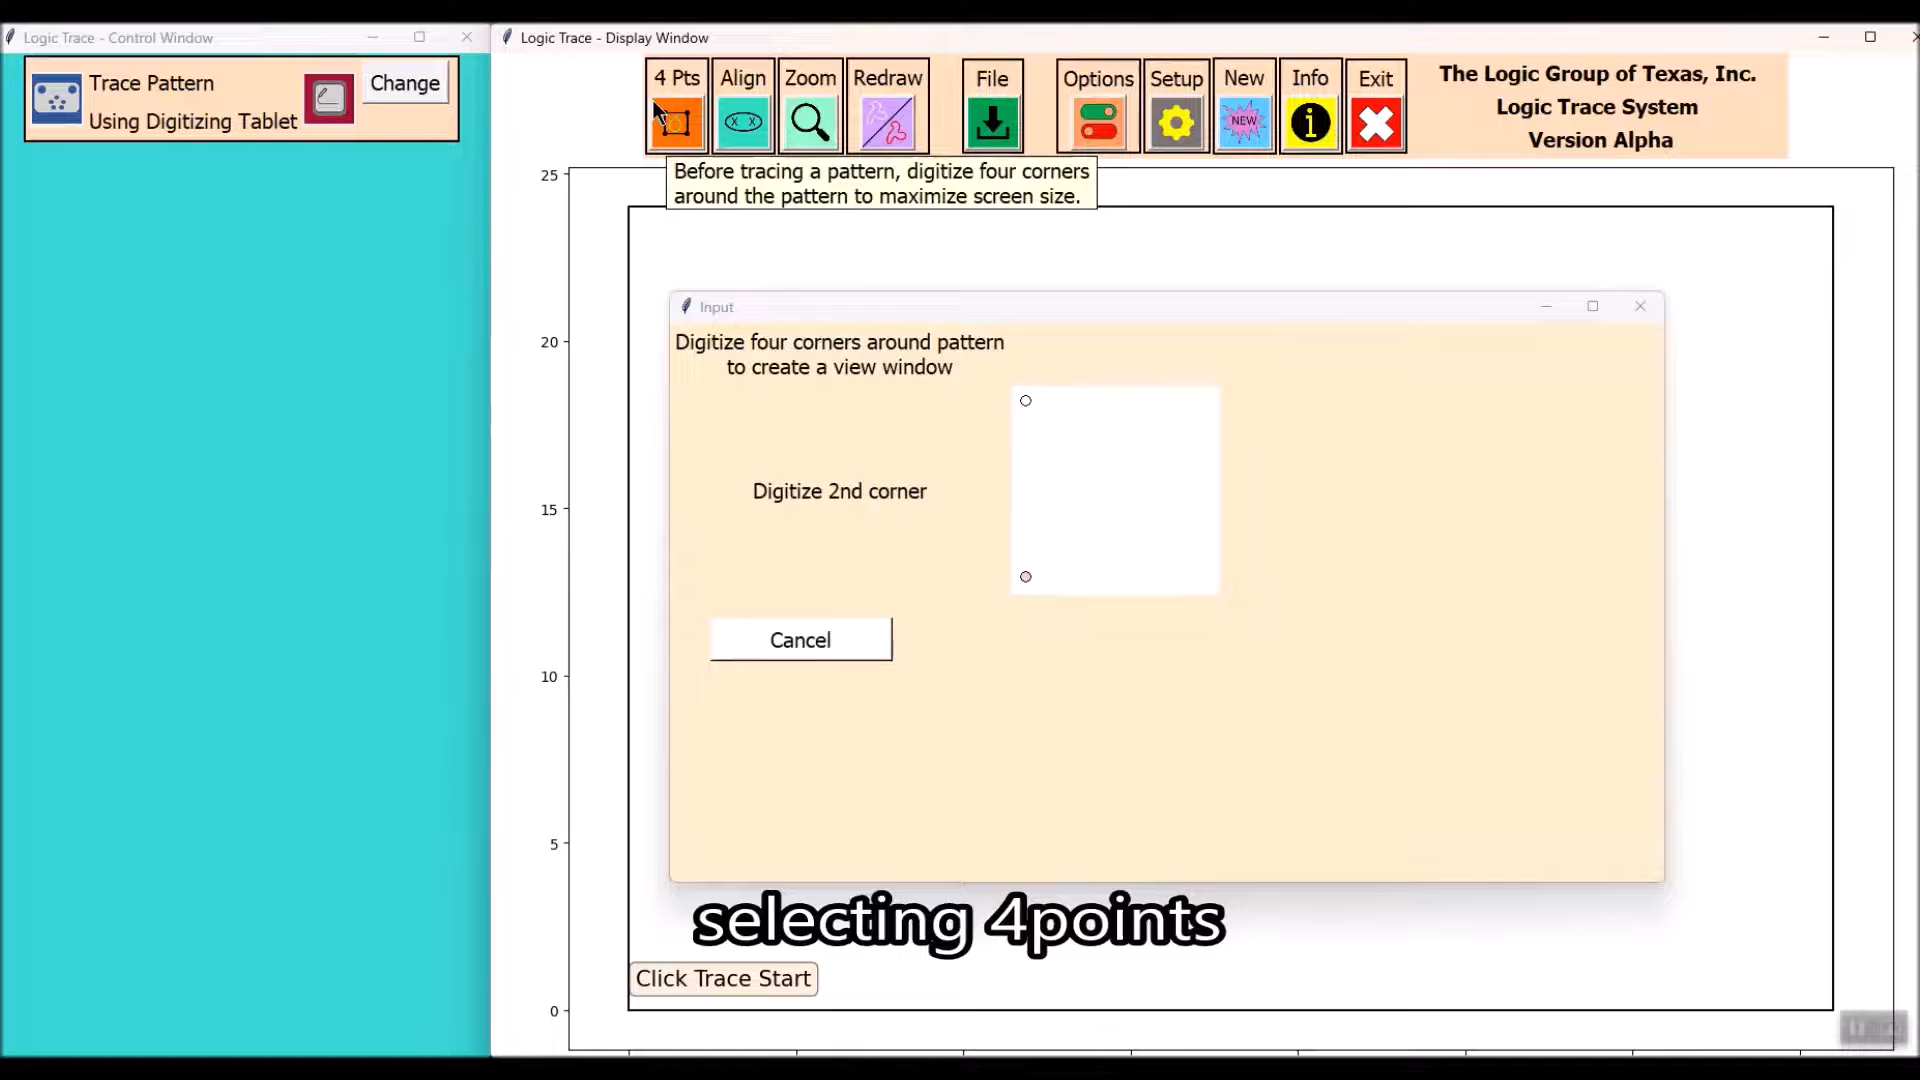 Logic Trace - Control Window
Logic Trace - Display Window
Trace Pattern
Using Digitizing Tablet
Change
4 Pts
Align
Zoom
Redraw
File
Options
Setup
New
Info
Exit
NEW
The Logic Group of Texas, Inc.
Logic Trace System
Version Alpha
Before tracing a pattern, digitize four corners
around the pattern to maximize screen size.
25
20
15
10
5
0
Input
Digitize four corners around pattern
to create a view window
Digitize 2nd corner
Cancel
selecting 4points
Click Trace Start